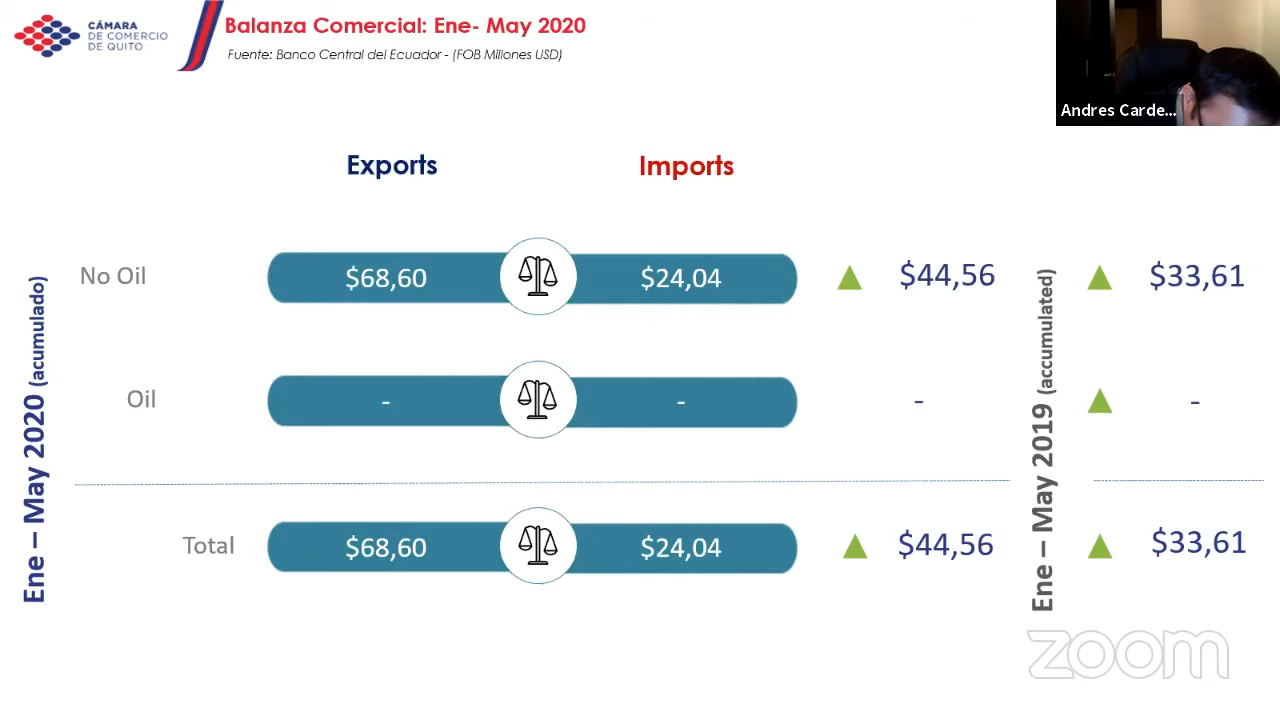 CÁMARA
DE COMERCIO
DE QUITO
Balanza Comercial: Ene- May 2020
Fuente: Banco Central del Ecuador - (FOB Millones USD)
Andres Carde...
Exports
Imports
Ene – May 2020 (acumulado)
No Oil
$68,60
$24,04
$44,56
Ene – May 2019 (accumulated)
$33,61
Oil
-
-
-
-
Total
$68,60
$24,04
$44,56
$33,61
zoom